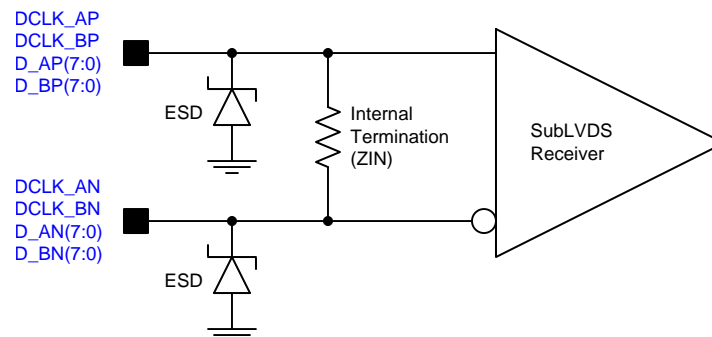 DCLK_AP
DCLK_BP
D_AP(7:0)
D_BP(7:0)
ESD
Internal
Termination
(ZIN)
SubLVDS
Receiver
DCLK_AN
DCLK_BN
D_AN(7:0)
D_BN(7:0)
ESD